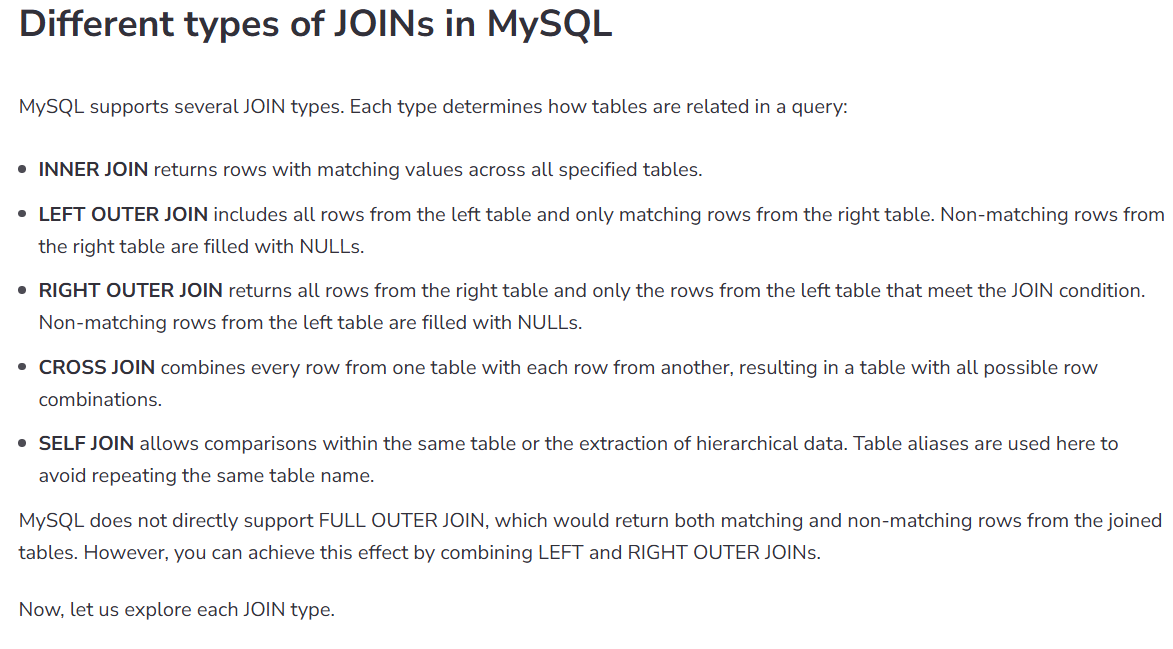 Different types of JOINs in MySQL
MySQL supports several JOIN types. Each type determines how tables are related in a query:
• INNER JOIN returns rows with matching values across all specified tables.
• LEFT OUTER JOIN includes all rows from the left table and only matching rows from the right table. Non-matching rows from
the right table are filled with NULLs.
• RIGHT OUTER JOIN returns all rows from the right table and only the rows from the left table that meet the JOIN condition.
Non-matching rows from the left table are filled with NULLs.
• CROSS JOIN combines every row from one table with each row from another, resulting in a table with all possible row
combinations.
• SELF JOIN allows comparisons within the same table or the extraction of hierarchical data. Table aliases are used here to
avoid repeating the same table name.
MySQL does not directly support FULL OUTER JOIN, which would return both matching and non-matching rows from the joined
tables. However, you can achieve this effect by combining LEFT and RIGHT OUTER JOINs.
Now, let us explore each JOIN type.